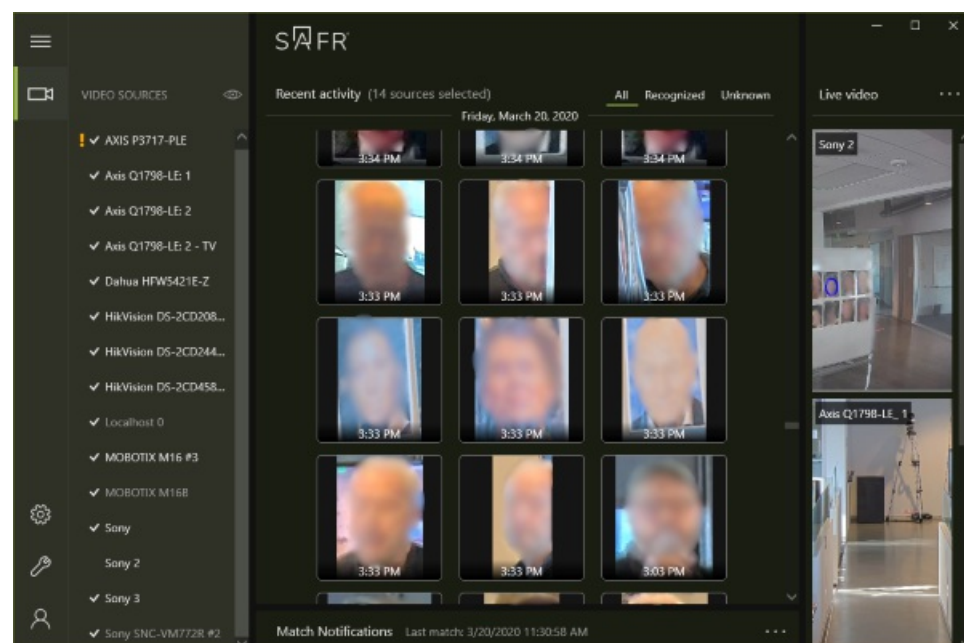 SAFR
VIDEO SOURCES
AXIS P3717-PLE
Axis Q1798-LE: 1
Axis Q1798-LE: 2
Axis Q1798-LE: 2 - TV
Dahua HFW5421E-Z
HikVision DS-2CD208...
HikVision DS-2CD244...
HikVision DS-2CD458...
Localhost 0
MOBOTIX M16 #3
MOBOTIX M16B
Sony
Sony 2
Sony 3
Sony SNC-VM772R #2
Recent activity (14 sources selected)
All Recognized Unknown
Friday, March 20, 2020
3:34 PM 3:34 PM 3:34 PM
3:33 PM 3:33 PM 3:33 PM
3:33 PM 3:33 PM 3:33 PM
3:33 PM 3:33 PM 3:03 PM
Match Notifications Last match: 3/20/2020 11:30:58 AM
Live video
Sony 2
Axis Q1798-LE_ 1